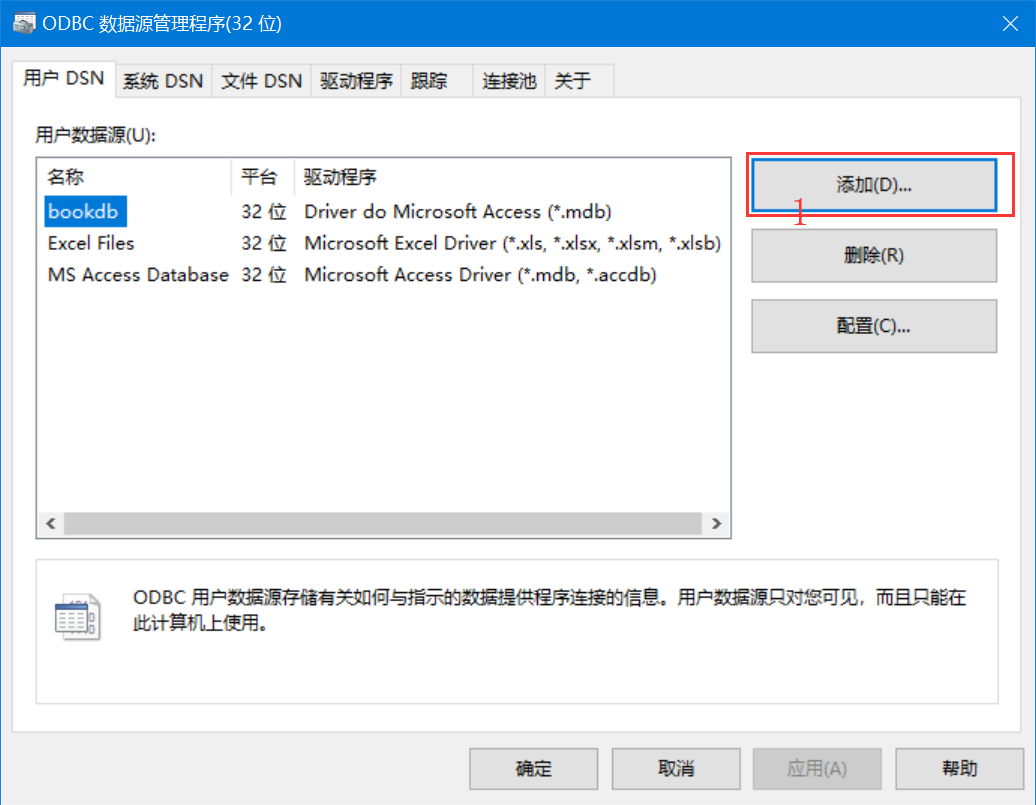 ODBC 数据源管理程序(32 位)
用户 DSN 系统 DSN 文件 DSN 驱动程序 跟踪 连接池 关于
用户数据源(U):
名称 平台 驱动程序
bookdb 32 位 Driver do Microsoft Access (*.mdb)
Excel Files 32 位 Microsoft Excel Driver (*.xls, *.xlsx, *.xlsm, *.xlsb)
MS Access Database 32 位 Microsoft Access Driver (*.mdb, *.accdb)
添加(D)...
1
删除(R)
配置(C)...
ODBC 用户数据源存储有关如何与指示的数据提供程序连接的信息。用户数据源只对您可见，而且只能在
此计算机上使用。
确定 取消 应用(A) 帮助